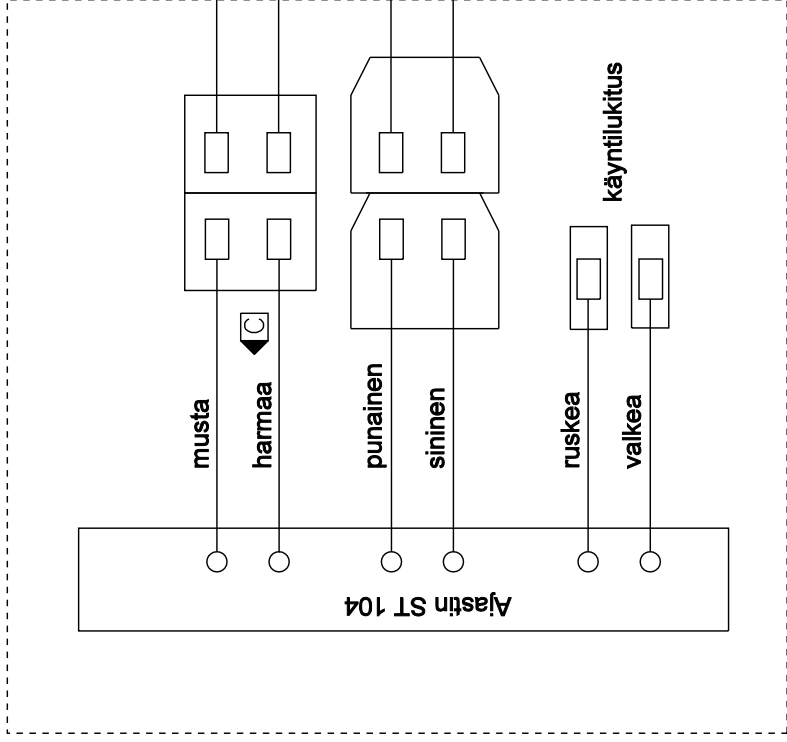 käyntilukitus
C
musta
harmaa
punainen
sininen
ruskea
valkea
Ajastin ST 104